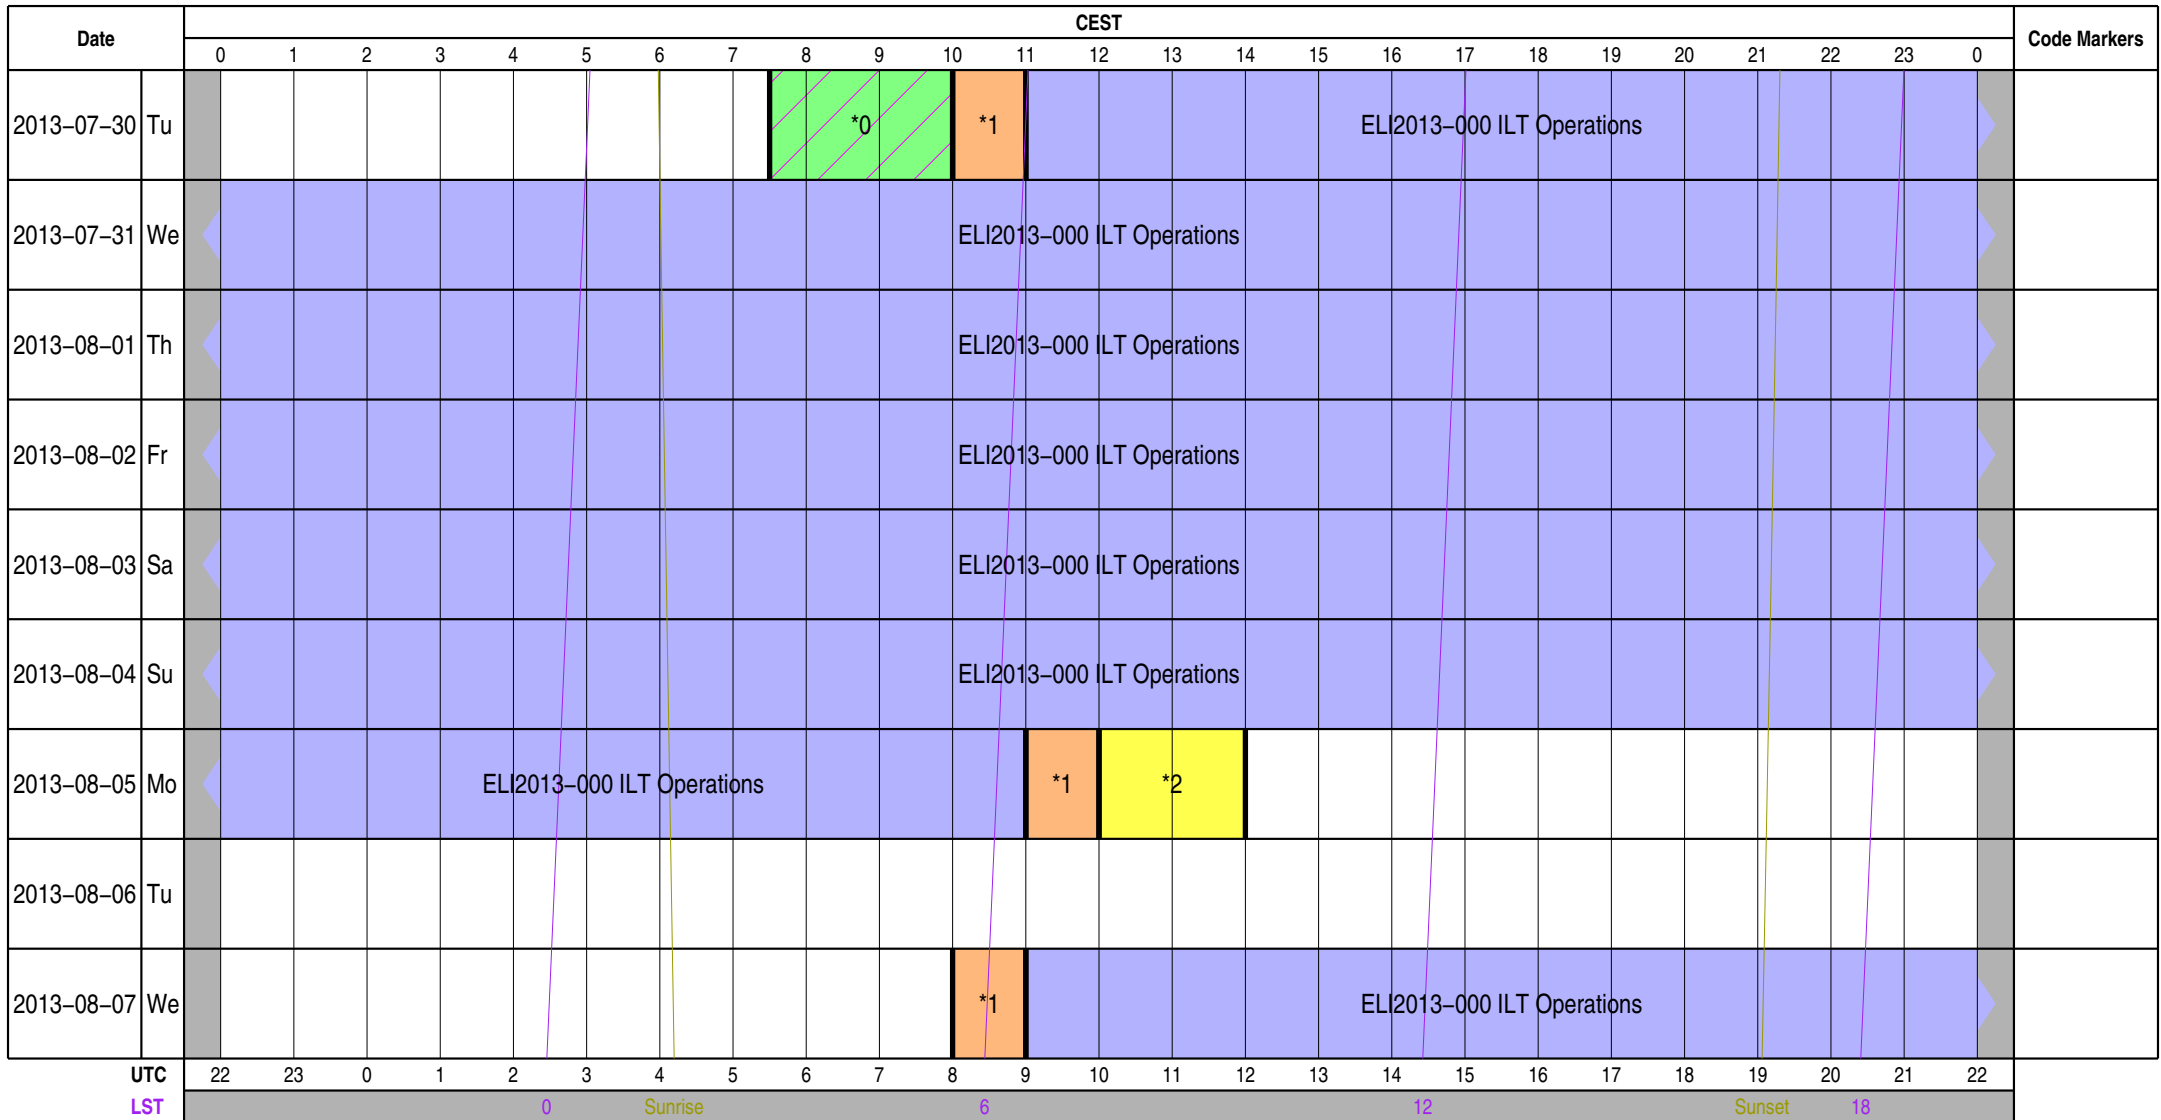 Date CEST Code Markers
0 1 2 3 4 5 6 7 8 9 10 11 12 13 14 15 16 17 18 19 20 21 22 23 0
2013−07−30 Tu *0 *1 ELI2013−000 ILT Operations
2013−07−31 We ELI2013−000 ILT Operations
2013−08−01 Th ELI2013−000 ILT Operations
2013−08−02 Fr ELI2013−000 ILT Operations
2013−08−03 Sa ELI2013−000 ILT Operations
2013−08−04 Su ELI2013−000 ILT Operations
2013−08−05 Mo ELI2013−000 ILT Operations *1 *2
2013−08−06 Tu
2013−08−07 We *1 ELI2013−000 ILT Operations
UTC 22 23 0 1 2 3 4 5 6 7 8 9 10 11 12 13 14 15 16 17 18 19 20 21 22
LST 0 Sunrise 6 12 Sunset 18